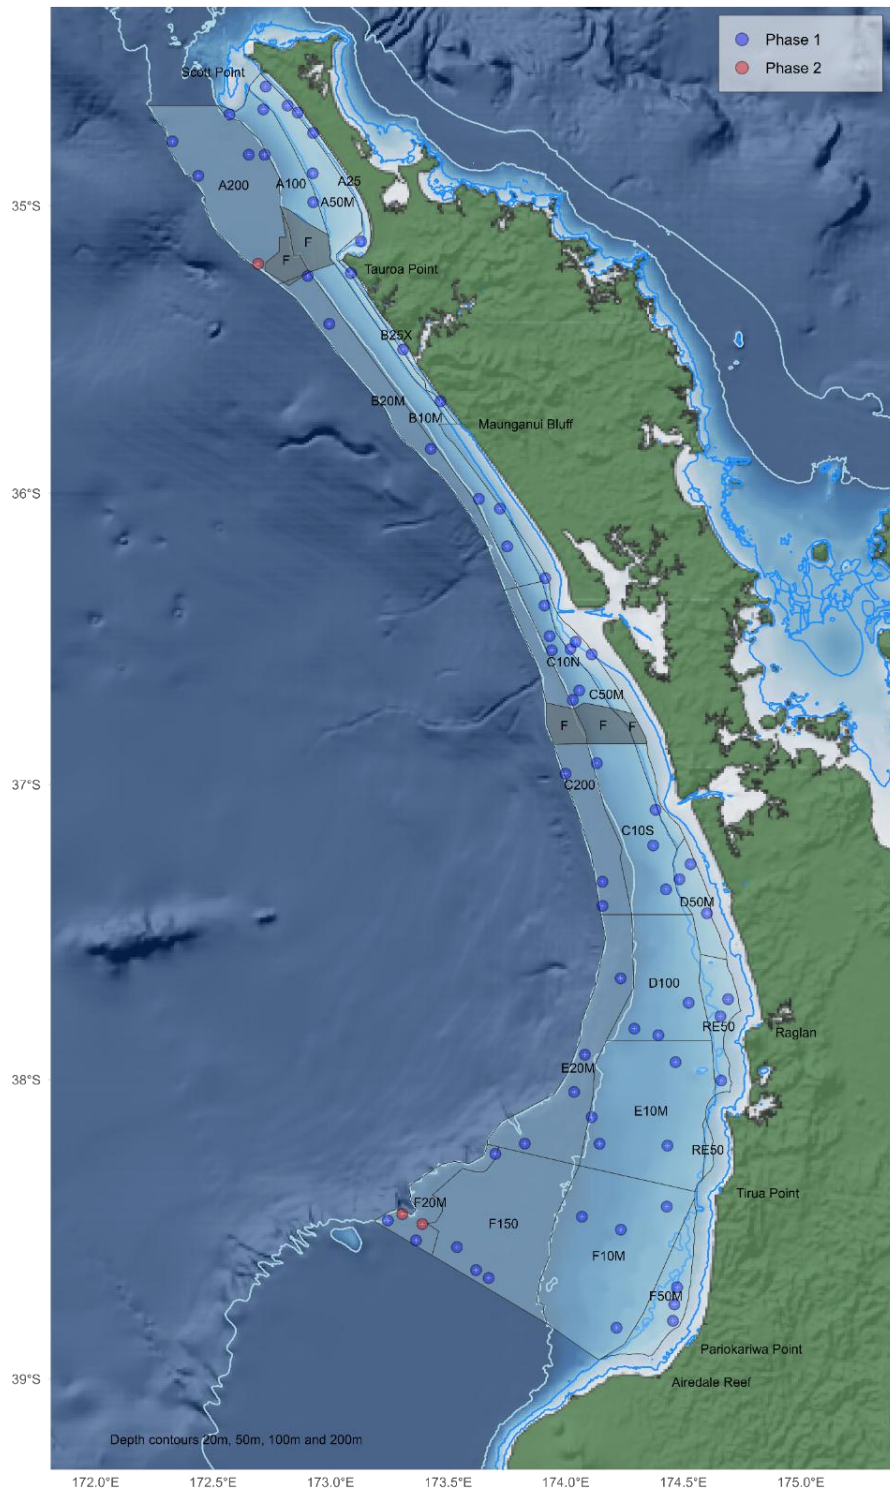 Phase 1
Phase 2
Scott Point
A25
A200
A100
A50M
35°S
F
F
Tauroa Point
B25X
B20M
B10M
Maunganui Bluff
36°S
C10N
C50M
F
F
F
37°S
C200
C10S
D50M
D100
RE50
Raglan
38°S
E20M
E10M
RE50
Tirua Point
F20M
F150
F10M
F50M
Pariokariwa Point
39°S
Airedale Reef
Depth contours 20m, 50m, 100m and 200m
172.0°E 172.5°E 173.0°E 173.5°E 174.0°E 174.5°E 175.0°E